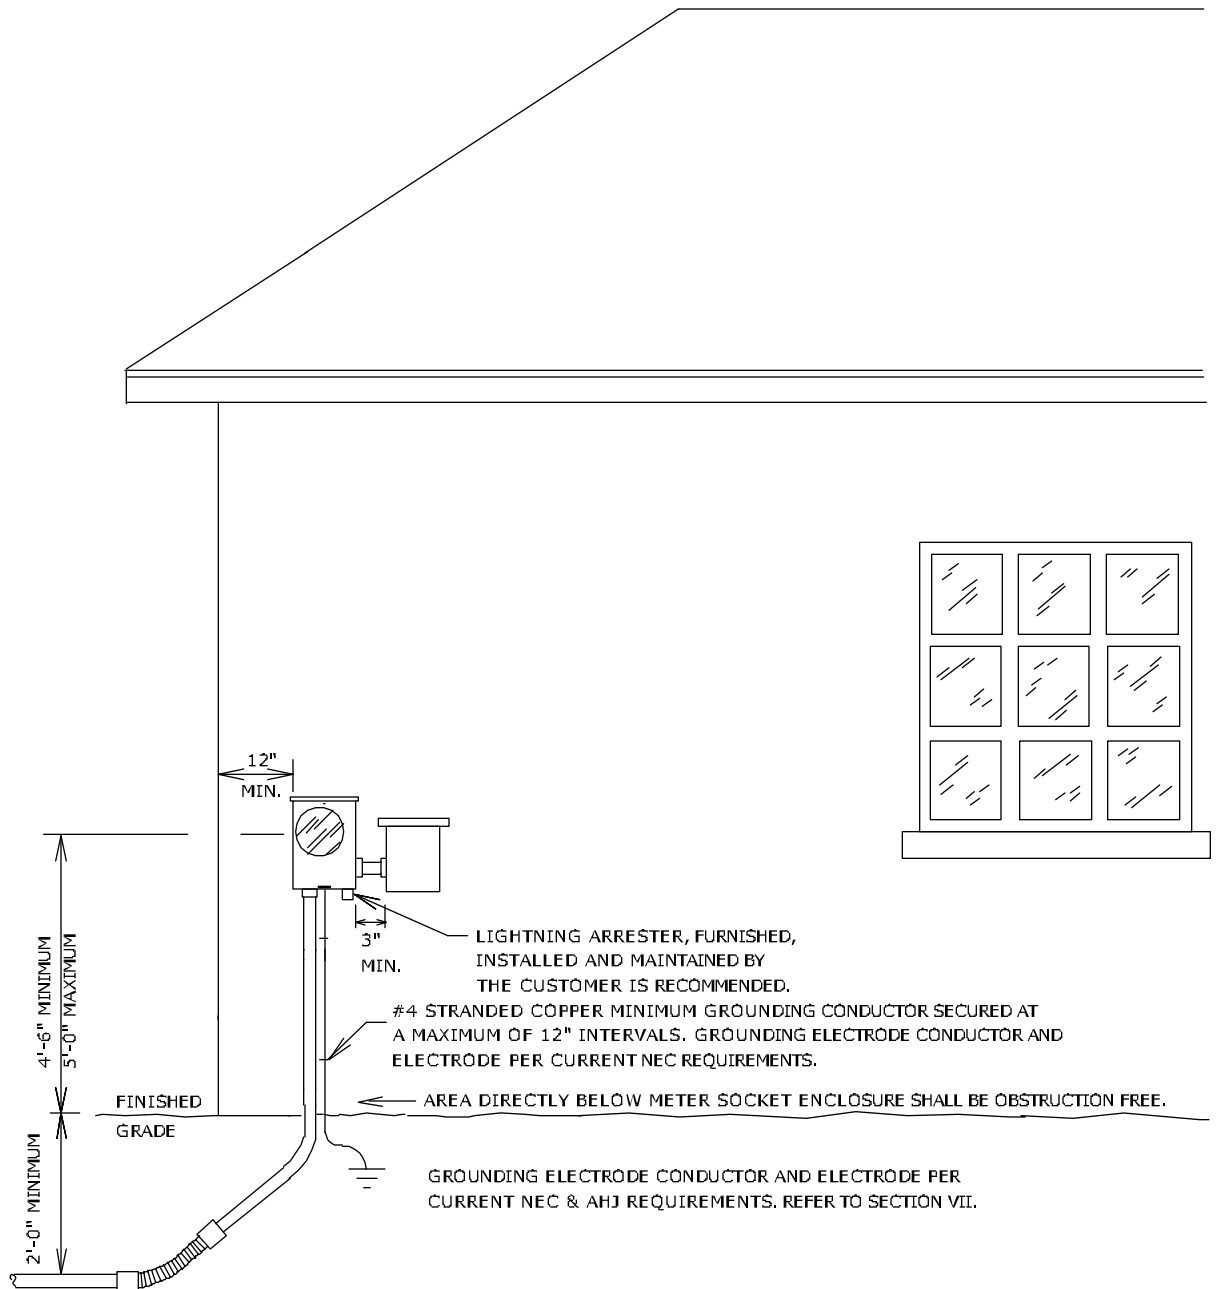 12"
MIN.
4'-6" MINIMUM
5'-0" MAXIMUM
3"
MIN.
LIGHTNING ARRESTER, FURNISHED,
INSTALLED AND MAINTAINED BY
THE CUSTOMER IS RECOMMENDED.
#4 STRANDED COPPER MINIMUM GROUNDING CONDUCTOR SECURED AT
A MAXIMUM OF 12" INTERVALS. GROUNDING ELECTRODE CONDUCTOR AND
ELECTRODE PER CURRENT NEC REQUIREMENTS.
FINISHED
GRADE
AREA DIRECTLY BELOW METER SOCKET ENCLOSURE SHALL BE OBSTRUCTION FREE.
2'-0" MINIMUM
GROUNDING ELECTRODE CONDUCTOR AND ELECTRODE PER
CURRENT NEC & AHJ REQUIREMENTS. REFER TO SECTION VII.